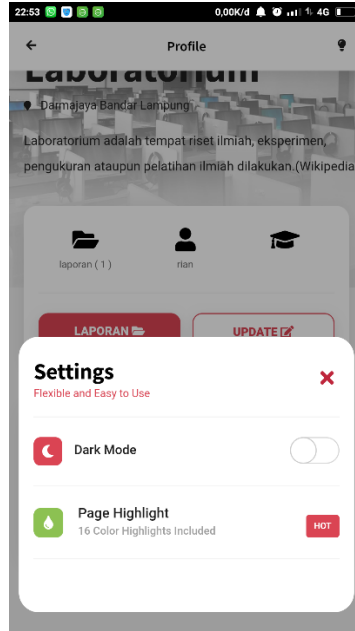 22:53 0,00K/d 4G
Profile
Laboratorium
Darmajaya Bandar Lampung
Laboratorium adalah tempat riset ilmiah, eksperimen,
pengukuran ataupun pelatihan ilmiah dilakukan.(Wikipedia
laporan ( 1 ) rian
LAPORAN UPDATE
Settings
Flexible and Easy to Use
Dark Mode
Page Highlight
16 Color Highlights Included
HOT